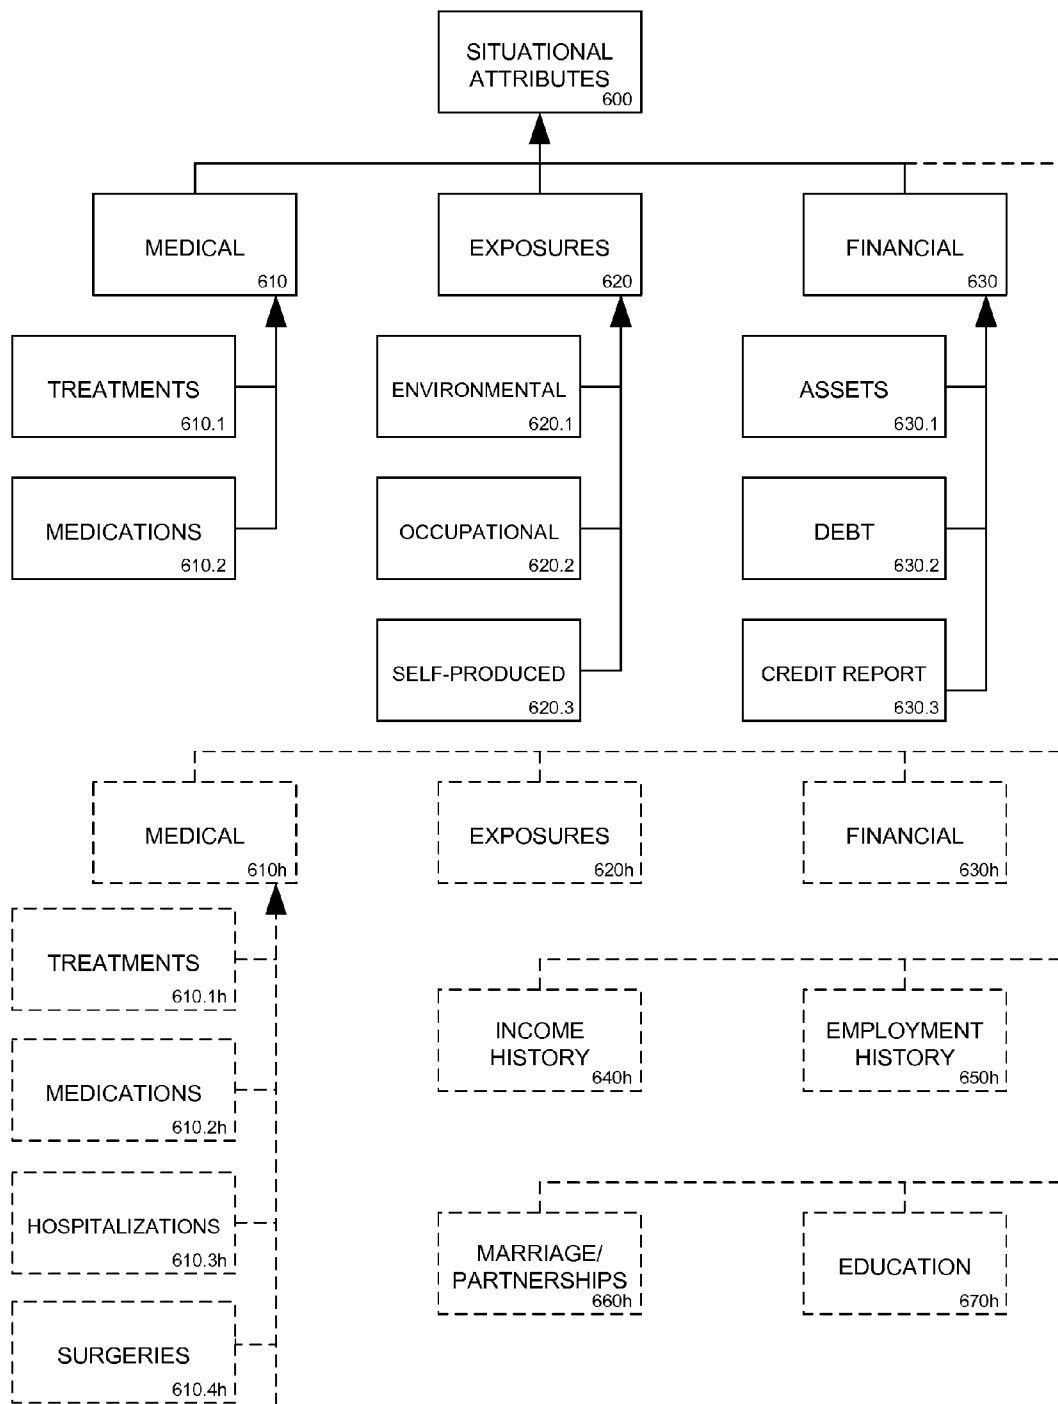 SITUATIONAL
ATTRIBUTES
600
MEDICAL
610
EXPOSURES
620
FINANCIAL
630
TREATMENTS
610.1
ENVIRONMENTAL
620.1
ASSETS
630.1
MEDICATIONS
610.2
OCCUPATIONAL
620.2
DEBT
630.2
SELF-PRODUCED
620.3
CREDIT REPORT
630.3
MEDICAL
610h
EXPOSURES
620h
FINANCIAL
630h
TREATMENTS
610.1h
INCOME
HISTORY
640h
EMPLOYMENT
HISTORY
650h
MEDICATIONS
610.2h
HOSPITALIZATIONS
610.3h
MARRIAGE/
PARTNERSHIPS
660h
EDUCATION
670h
SURGERIES
610.4h